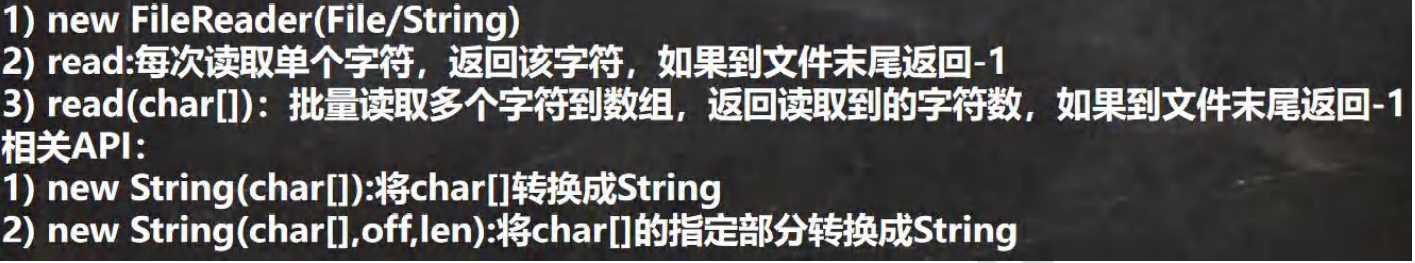 1) new FileReader(File/String)
2) read:每次读取单个字符，返回该字符，如果到文件末尾返回-1
3) read(char[])：批量读取多个字符到数组，返回读取到的字符数，如果到文件末尾返回-1
相关API：
1) new String(char[]):将char[]转换成String
2) new String(char[],off,len):将char[]的指定部分转换成String